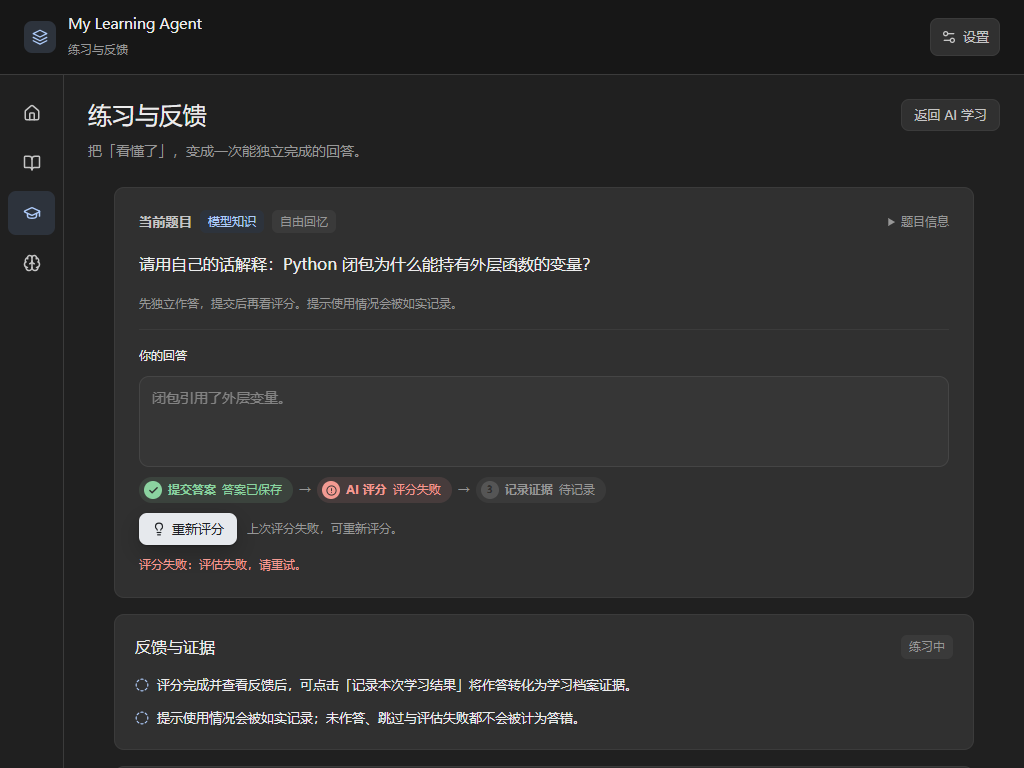 My Learning Agent
练习与反馈
设置
练习与反馈
返回 AI 学习
把「看懂了」，变成一次能独立完成的回答。
当前题目 模型知识 自由回忆
题目信息
请用自己的话解释：Python 闭包为什么能持有外层函数的变量？
先独立作答，提交后再看评分。提示使用情况会被如实记录。
你的回答
闭包引用了外层变量。
提交答案 答案已保存 → AI 评分 评分失败 → 3 记录证据 待记录
重新评分 上次评分失败，可重新评分。
评分失败：评估失败，请重试。
反馈与证据
练习中
评分完成并查看反馈后，可点击「记录本次学习结果」将作答转化为学习档案证据。
提示使用情况会被如实记录；未作答、跳过与评估失败都不会被计为答错。